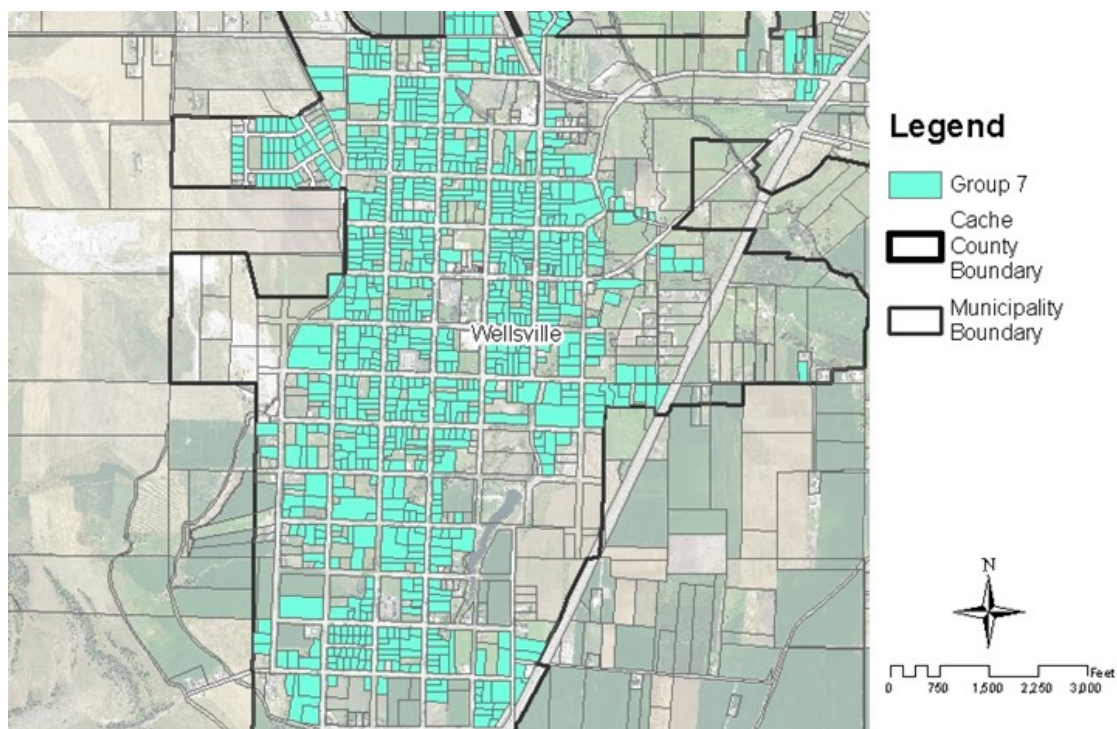 Wellsville
Legend
Group 7
Cache
County
Boundary
Municipality
Boundary
N
Feet
0 750 1,500 2,250 3,000